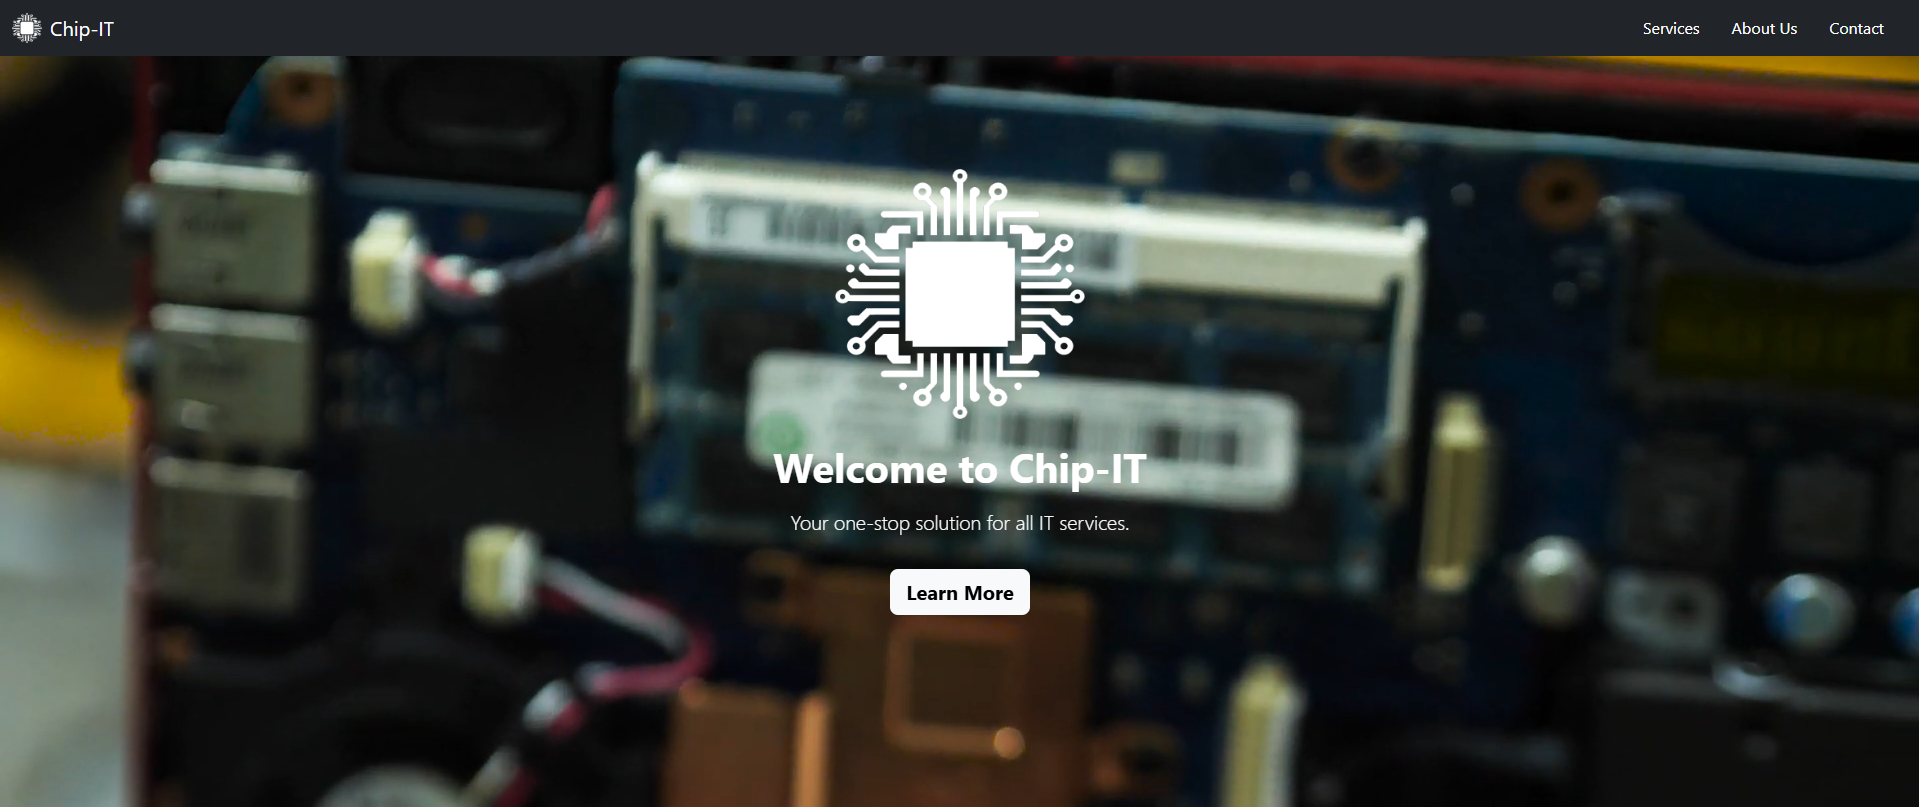 Chip-IT
Services
About Us
Contact
Welcome to Chip-IT
Your one-stop solution for all IT services.
Learn More